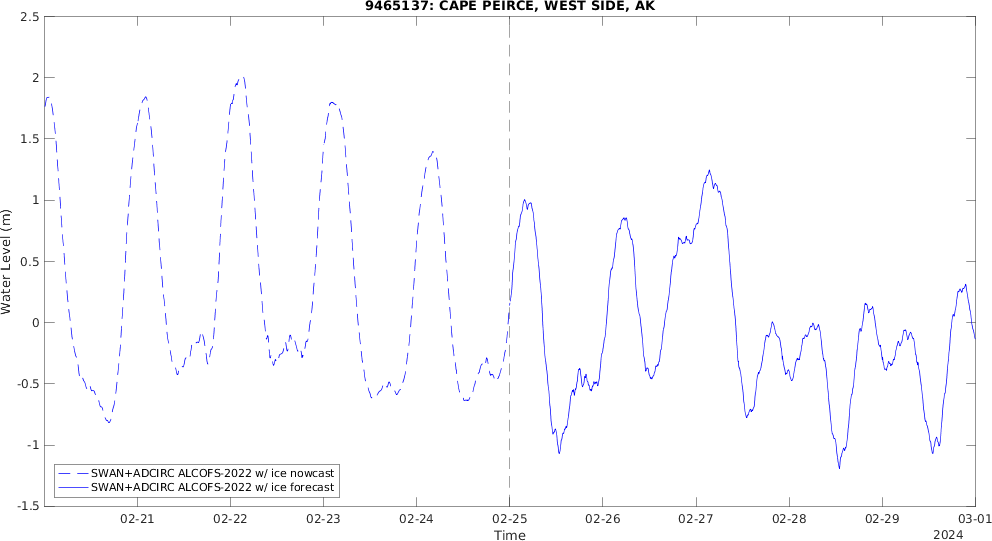 9465137: CAPE PEIRCE, WEST SIDE, AK
2.5
2
1.5
1
0.5
0
-0.5
-1
-1.5
Water Level (m)
SWAN+ADCIRC ALCOFS-2022 w/ ice nowcast
SWAN+ADCIRC ALCOFS-2022 w/ ice forecast
02-21 02-22 02-23 02-24 02-25 02-26 02-27 02-28 02-29 03-01
Time
2024